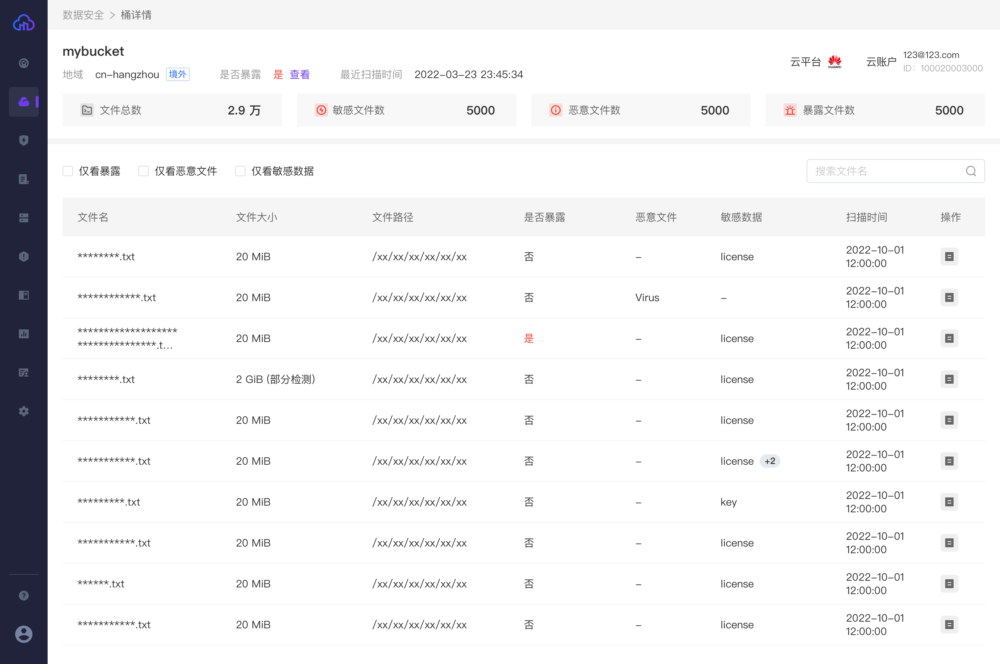 数据安全 > 桶详情
mybucket
地域 cn-hangzhou 境外 是否暴露 是 查看 最近扫描时间 2022-03-23 23:45:34
云平台 HUAWEI 云账户 123@123.com
ID: 100020003000
文件总数 2.9 万 敏感文件数 5000 恶意文件数 5000 暴露文件数 5000
仅看暴露 仅看恶意文件 仅看敏感数据 搜索文件名
文件名 文件大小 文件路径 是否暴露 恶意文件 敏感数据 扫描时间 操作
********.txt 20 MiB /xx/xx/xx/xx/xx/xx 否 - license 2022-10-01
12:00:00
************.txt 20 MiB /xx/xx/xx/xx/xx/xx 否 Virus - 2022-10-01
12:00:00
*******************
***************.t... 20 MiB /xx/xx/xx/xx/xx/xx 是 - license 2022-10-01
12:00:00
********.txt 2 GiB (部分检测) /xx/xx/xx/xx/xx/xx 否 - license 2022-10-01
12:00:00
***********.txt 20 MiB /xx/xx/xx/xx/xx/xx 否 - license 2022-10-01
12:00:00
***********.txt 20 MiB /xx/xx/xx/xx/xx/xx 否 - license +2 2022-10-01
12:00:00
*********.txt 20 MiB /xx/xx/xx/xx/xx/xx 否 - key 2022-10-01
12:00:00
***********.txt 20 MiB /xx/xx/xx/xx/xx/xx 否 - license 2022-10-01
12:00:00
******.txt 20 MiB /xx/xx/xx/xx/xx/xx 否 - license 2022-10-01
12:00:00
***********.txt 20 MiB /xx/xx/xx/xx/xx/xx 否 - license 2022-10-01
12:00:00